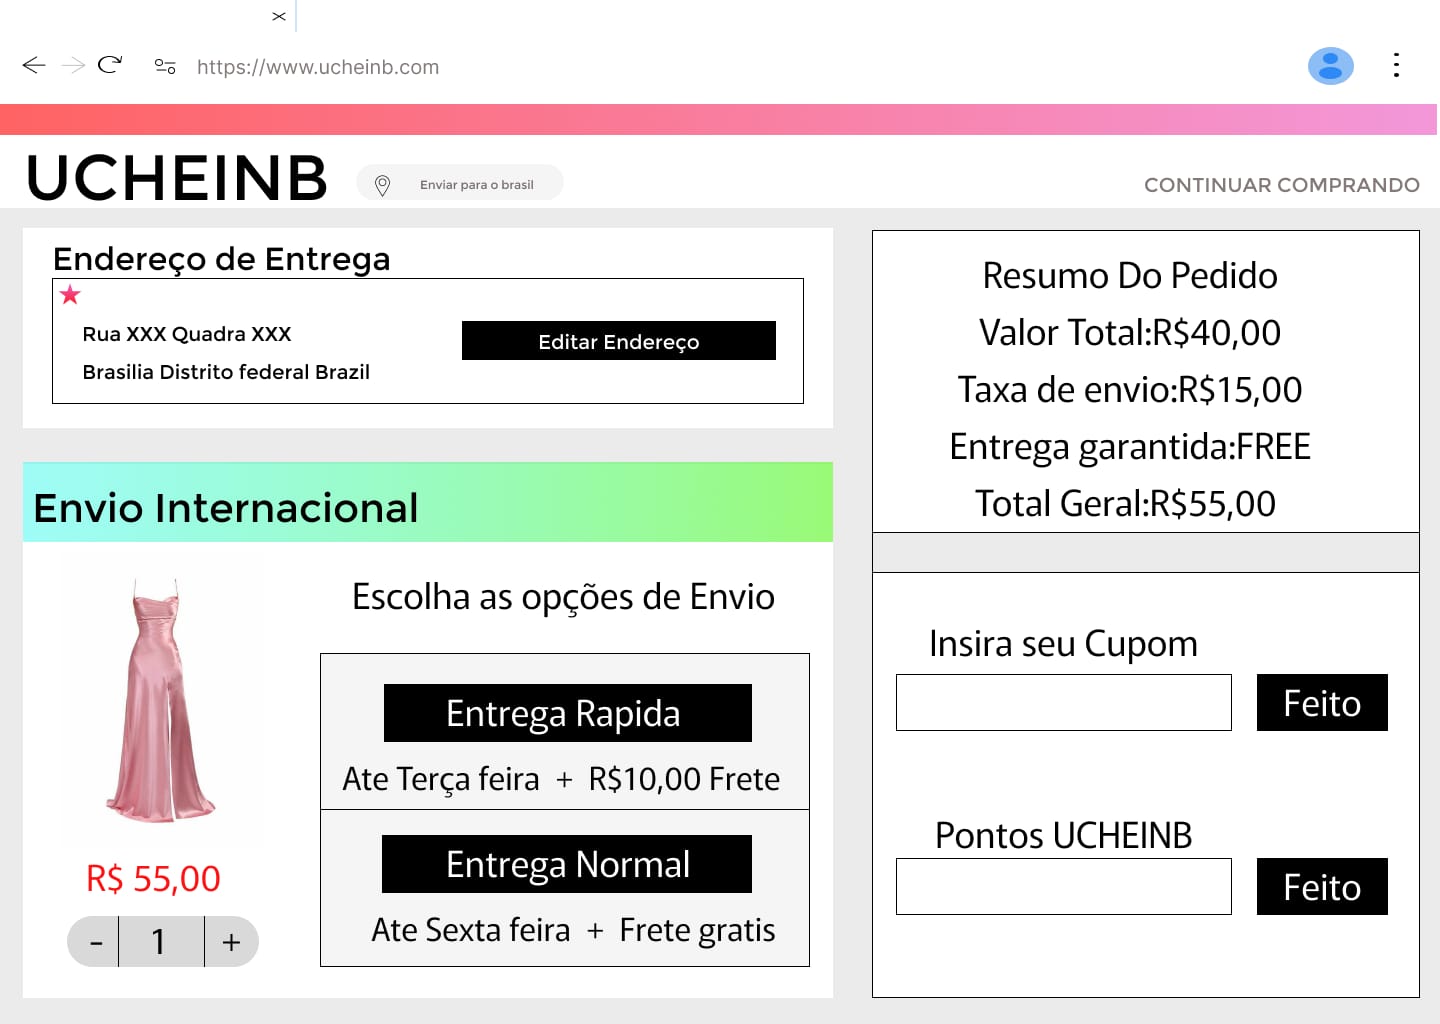 https://www.ucheinb.com
UCHEINB
Enviar para o brasil
CONTINUAR COMPRANDO
Endereço de Entrega
Rua XXX Quadra XXX
Brasilia Distrito federal Brazil
Editar Endereço
Envio Internacional
Escolha as opções de Envio
Entrega Rapida
Ate Terça feira + R$10,00 Frete
Entrega Normal
Ate Sexta feira + Frete gratis
R$ 55,00
- 1 +
Resumo Do Pedido
Valor Total:R$40,00
Taxa de envio:R$15,00
Entrega garantida:FREE
Total Geral:R$55,00
Insira seu Cupom
Feito
Pontos UCHEINB
Feito